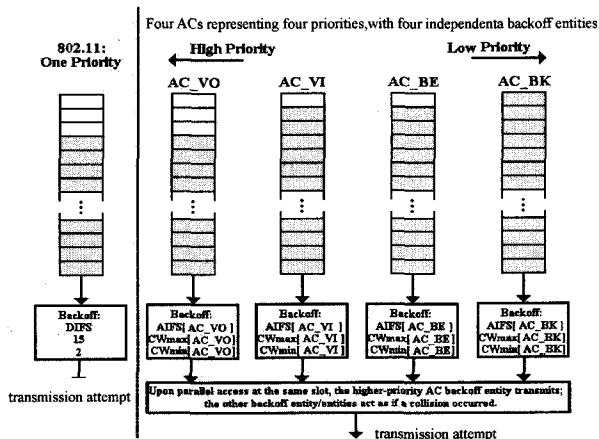 Four ACs representing four priorities,with four independenta backoff entities
802.11:
One Priority
High Priority
Low Priority
AC_VO
AC_VI
AC_BE
AC_BK
Backoff:
DIFS
15
2
Backoff:
AIFS[ AC_VO ]
CWmax[ AC_VO]
CWmin[ AC_VO]
Backoff:
AIFS[ AC_VI ]
CWmax[ AC_VI ]
CWmin[ AC_VI ]
Backoff:
AIFS[ AC_BE ]
CWmax[ AC_BE]
CWmin[ AC_BE]
Backoff:
AIFS[ AC_BK ]
CWmax[ AC_BK]
CWmin[ AC_BK]
transmission attempt
Upon parallel access at the same slot, the higher-priority AC backoff entity transmits;
the other backoff entity/entities act as if a collision occurred.
transmission attempt